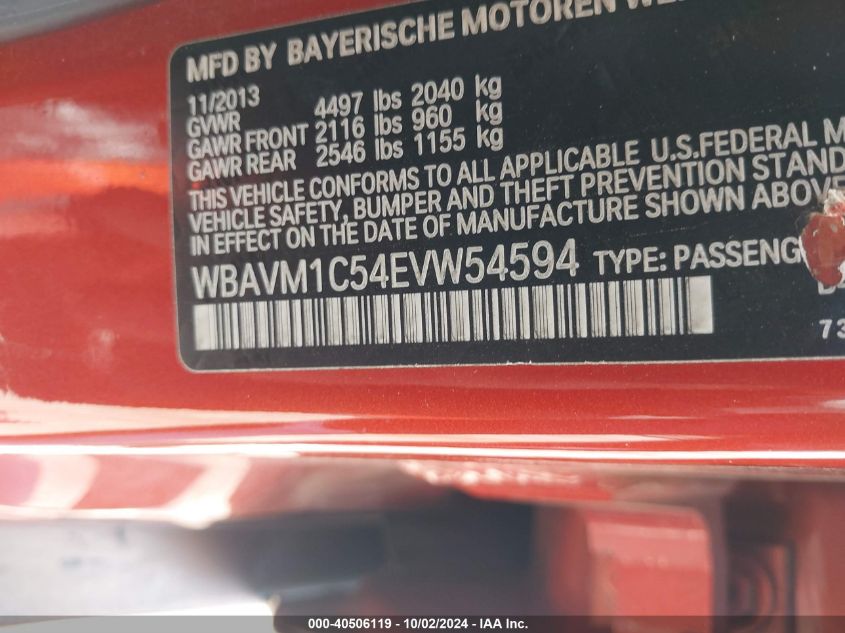 MFD BY BAYERISCHE MOTOREN
11/2013
GVWR 4497 lbs 2040 kg
GAWR FRONT 2116 lbs 960 kg
GAWR REAR 2546 lbs 1155 kg
THIS VEHICLE CONFORMS TO ALL APPLICABLE U.S.FEDERAL M
VEHICLE SAFETY, BUMPER AND THEFT PREVENTION STAND
IN EFFECT ON THE DATE OF MANUFACTURE SHOWN ABOVE
WBAVM1C54EVW54594 TYPE: PASSENG
73
000-40506119 - 10/02/2024 - IAA Inc.